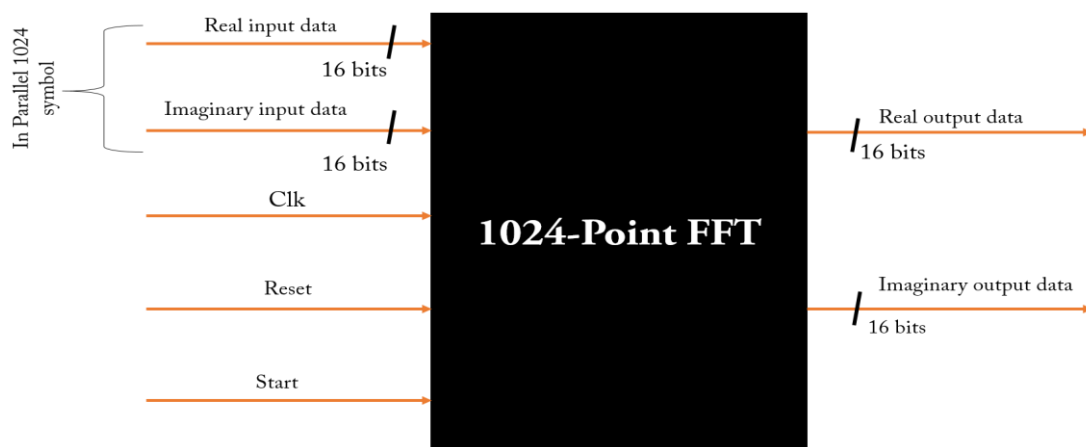 In Parallel 1024
symbol
Real input data
16 bits
Imaginary input data
16 bits
Clk
Reset
Start
1024-Point FFT
Real output data
16 bits
Imaginary output data
16 bits